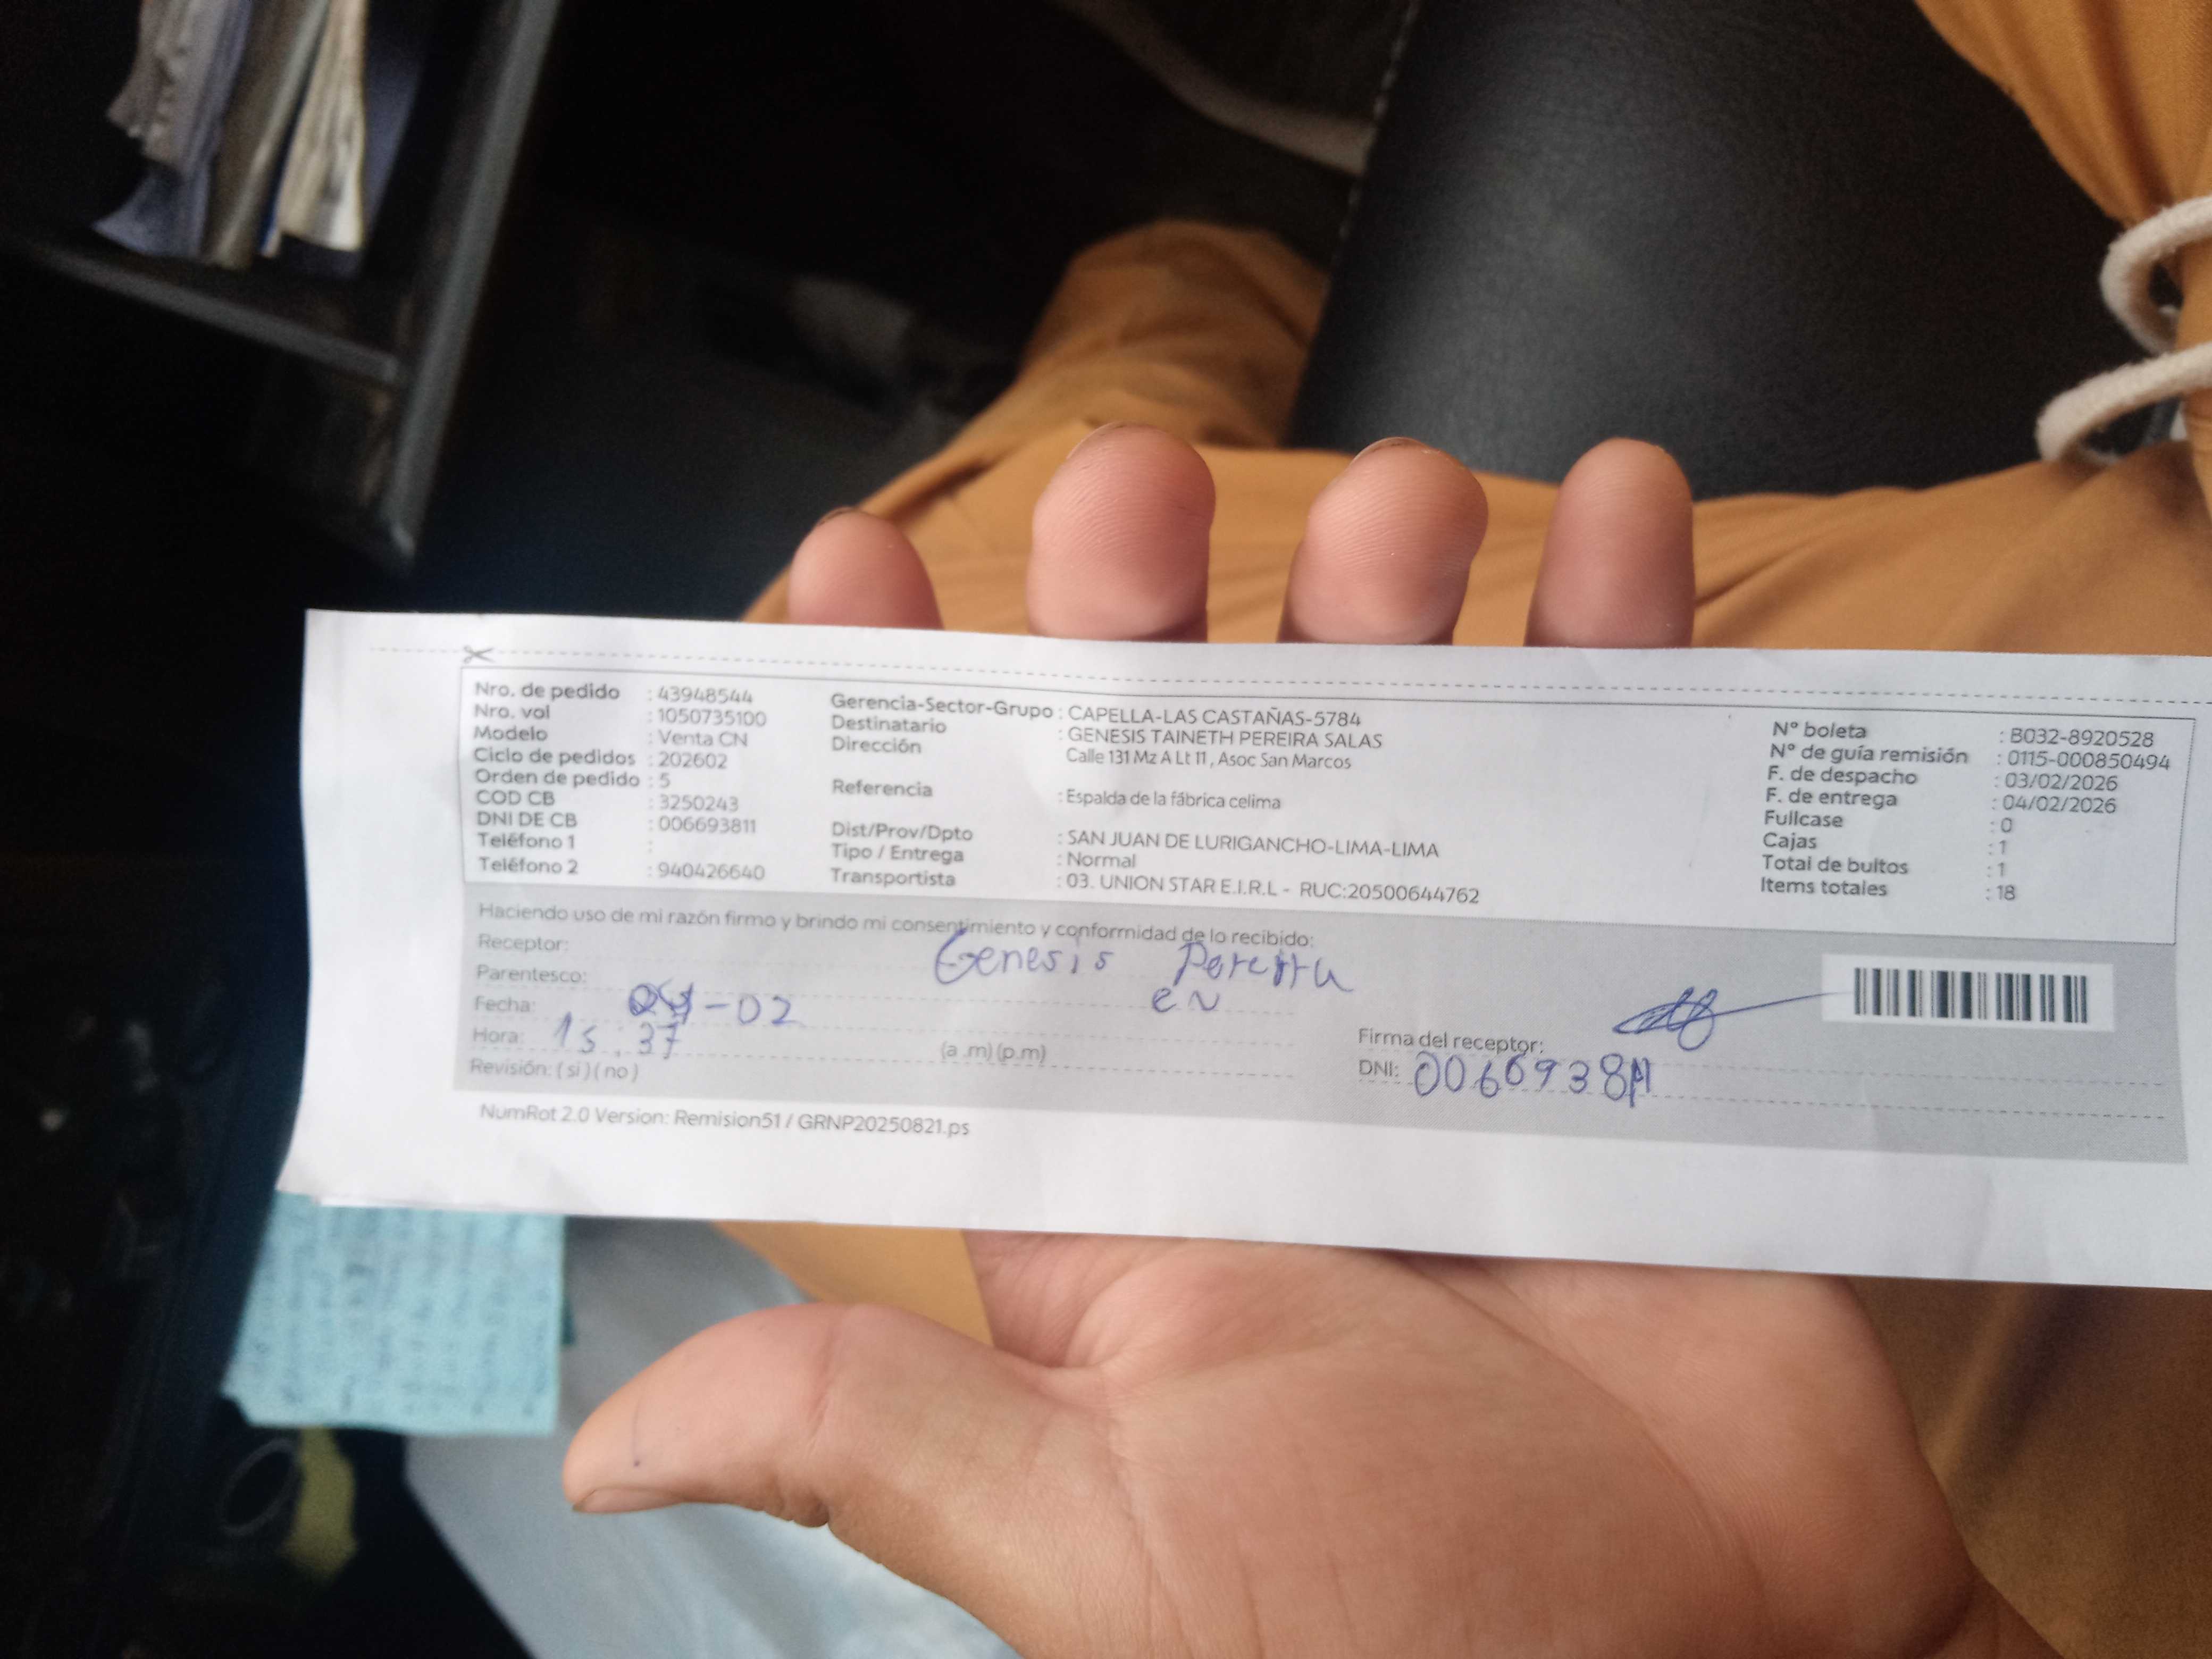 Nro. de pedido : 43948544
Nro. vol : 1050735100
Modelo : Venta CN
Ciclo de pedidos : 202602
Orden de pedido : 5
COD CB : 3250243
DNI DE CB : 006693811
Teléfono 1 :
Teléfono 2 : 940426640
Gerencia-Sector-Grupo : CAPELLA-LAS CASTAÑAS-5784
Destinatario : GENESIS TAINETH PEREIRA SALAS
Dirección Calle 131 Mz A Lt 11 , Asoc San Marcos
Referencia : Espalda de la fábrica celima
Dist/Prov/Dpto : SAN JUAN DE LURIGANCHO-LIMA-LIMA
Tipo / Entrega : Normal
Transportista : 03. UNION STAR E.I.R.L - RUC:20500644762
N° boleta : B032-8920528
N° de guía remisión : 0115-000850494
F. de despacho : 03/02/2026
F. de entrega : 04/02/2026
Fullcase : 0
Cajas : 1
Total de bultos : 1
Items totales : 18
Haciendo uso de mi razón firmo y brindo mi consentimiento y conformidad de lo recibido:
Receptor: Genesis Pereira
Parentesco:
Fecha: 04-02
Hora: 15:37 (a .m) (p.m)
Revisión: ( si ) ( no )
Firma del receptor:
DNI: 006693811
NumRot 2.0 Version: Remision51 / GRNP20250821.ps